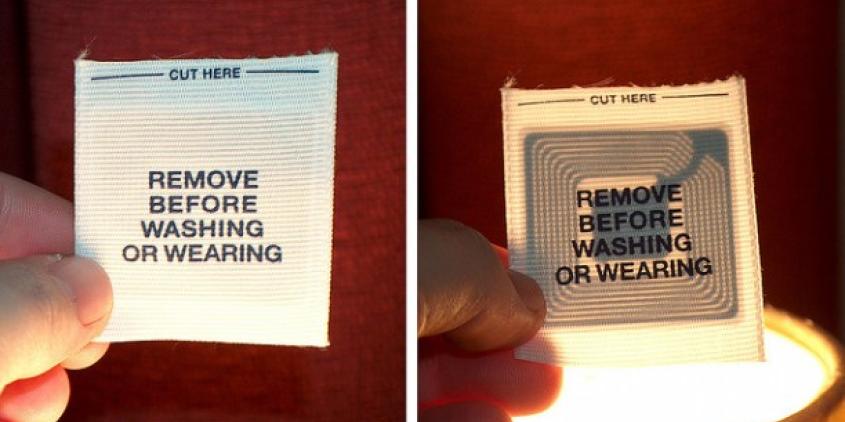 CUT HERE
REMOVE
BEFORE
WASHING
OR WEARING
CUT HERE
REMOVE
BEFORE
WASHING
OR WEARING